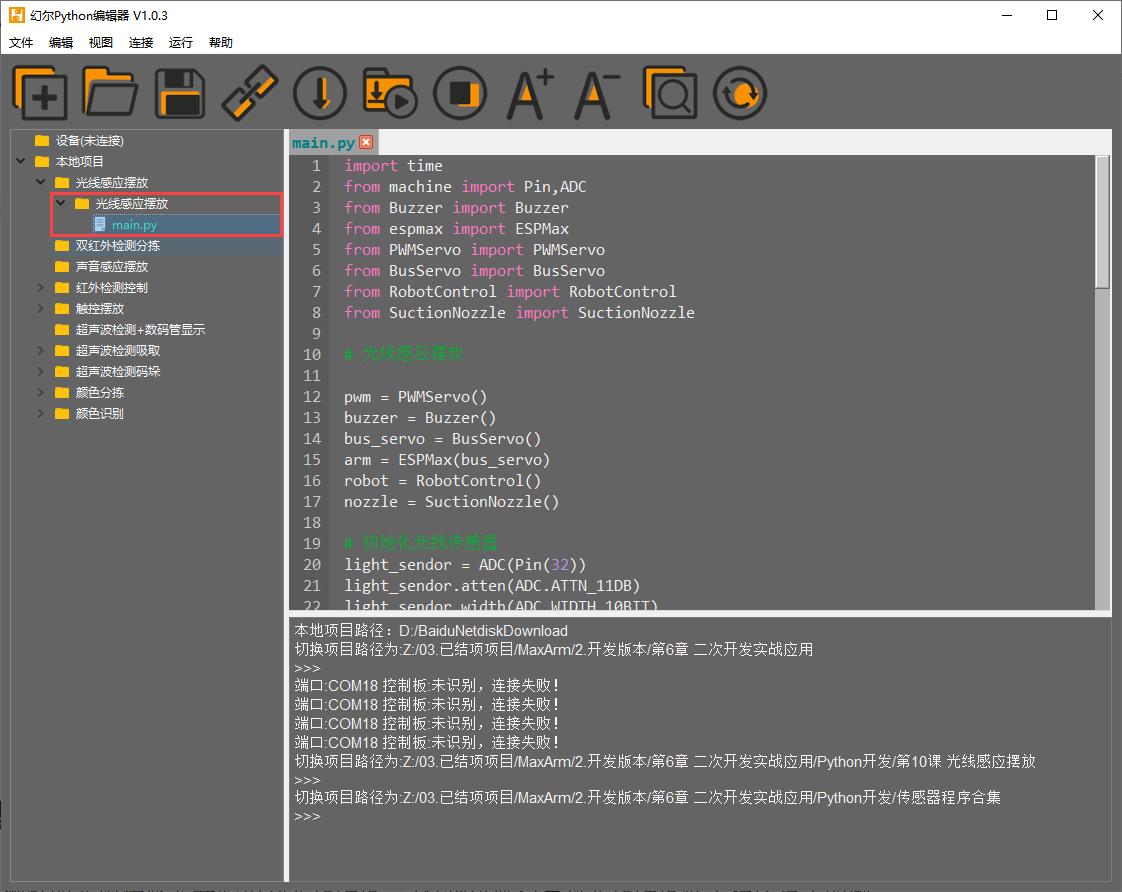 幻尔Python编辑器 V1.0.3
文件 编辑 视图 连接 运行 帮助
设备(未连接)
本地项目
光线感应摆放
光线感应摆放
main.py
双红外检测分拣
声音感应摆放
红外检测控制
触控摆放
超声波检测+数码管显示
超声波检测吸取
超声波检测码垛
颜色分拣
颜色识别
main.py
1 import time
2 from machine import Pin,ADC
3 from Buzzer import Buzzer
4 from espmax import ESPMax
5 from PWMServo import PWMServo
6 from BusServo import BusServo
7 from RobotControl import RobotControl
8 from SuctionNozzle import SuctionNozzle
9
10 # 光线感应摆放
11
12 pwm = PWMServo()
13 buzzer = Buzzer()
14 bus_servo = BusServo()
15 arm = ESPMax(bus_servo)
16 robot = RobotControl()
17 nozzle = SuctionNozzle()
18
19 # 初始化光线传感器
20 light_sendor = ADC(Pin(32))
21 light_sendor.atten(ADC.ATTN_11DB)
22 light_sendor.width(ADC.WIDTH_10BIT)
本地项目路径：D:/BaiduNetdiskDownload
切换项目路径为:Z:/03.已结项项目/MaxArm/2.开发版本/第6章 二次开发实战应用
>>>
端口:COM18 控制板:未识别，连接失败！
端口:COM18 控制板:未识别，连接失败！
端口:COM18 控制板:未识别，连接失败！
端口:COM18 控制板:未识别，连接失败！
切换项目路径为:Z:/03.已结项项目/MaxArm/2.开发版本/第6章 二次开发实战应用/Python开发/第10课 光线感应摆放
>>>
切换项目路径为:Z:/03.已结项项目/MaxArm/2.开发版本/第6章 二次开发实战应用/Python开发/传感器程序合集
>>>